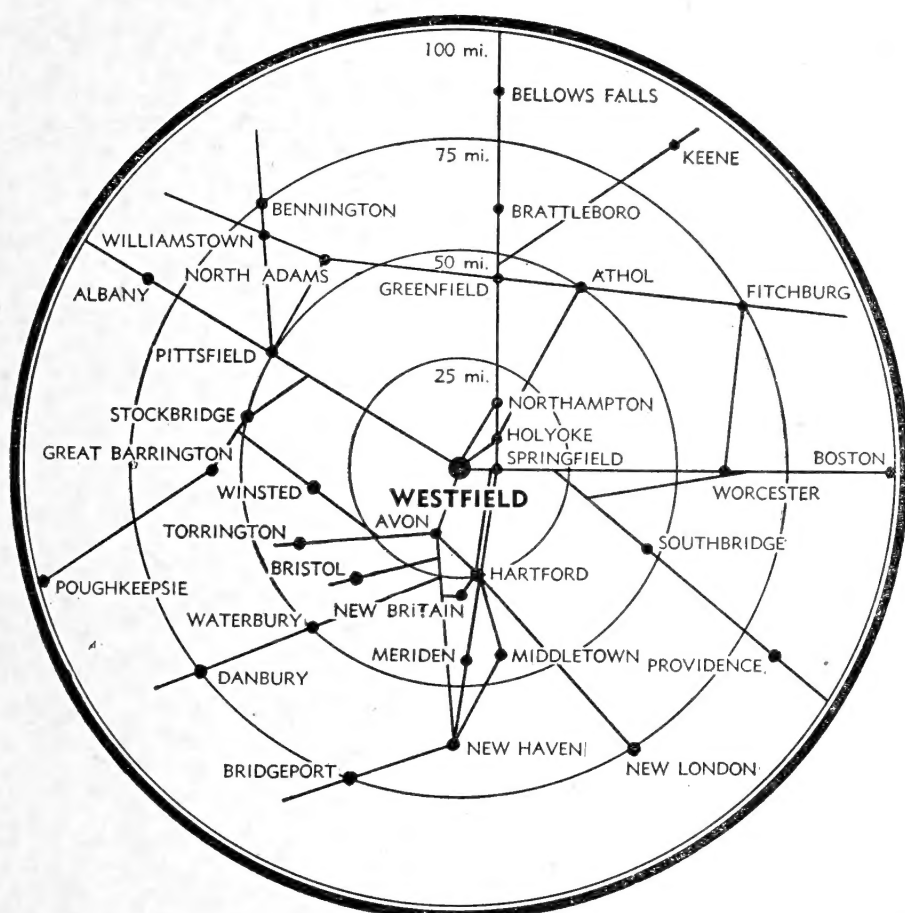 100 mi.
BELLOWS FALLS
75 mi.
KEENE
BENNINGTON
BRATTLEBORO
WILLIAMSTOWN
50 mi.
NORTH ADAMS
ATHOL
ALBANY
GREENFIELD
FITCHBURG
PITTSFIELD
25 mi.
NORTHAMPTON
STOCKBRIDGE
HOLYOKE
GREAT BARRINGTON
SPRINGFIELD
BOSTON
WINSTED
WESTFIELD
WORCESTER
AVON
TORRINGTON
SOUTHBRIDGE
BRISTOL
HARTFORD
POUGHKEEPSIE
NEW BRITAIN
WATERBURY
MERIDEN
MIDDLETOWN
PROVIDENCE
DANBURY
NEW HAVEN
BRIDGEPORT
NEW LONDON